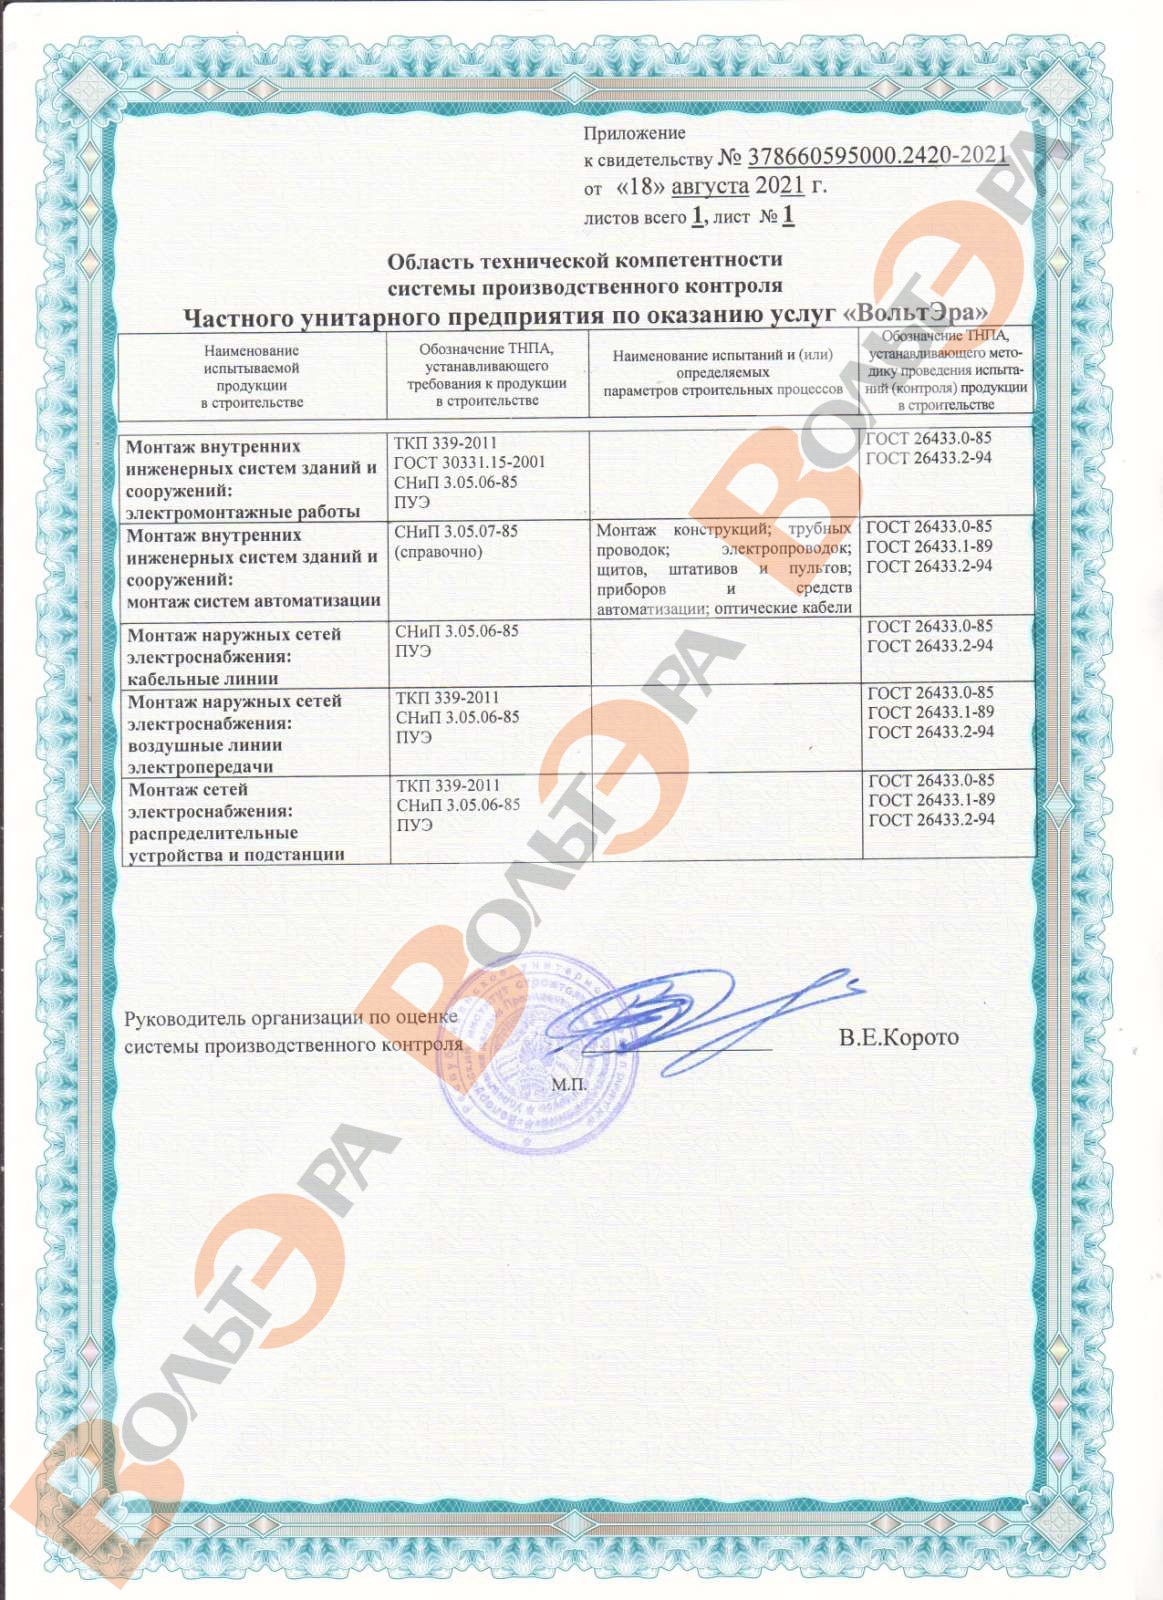 Приложение
к свидетельству № 378660595000.2420-2021
от «18» августа 2021 г.
листов всего 1, лист № 1
Область технической компетентности
системы производственного контроля
Частного унитарного предприятия по оказанию услуг «ВольтЭра»
Наименование
испытываемой
продукции
в строительстве
Обозначение ТНПА,
устанавливающего
требования к продукции
в строительстве
Наименование испытаний и (или)
определяемых
параметров строительных процессов
Обозначение ТНПА,
устанавливающего мето-
дику проведения испыта-
ний (контроля) продукции
в строительстве
Монтаж внутренних
инженерных систем зданий и
сооружений:
электромонтажные работы
ТКП 339-2011
ГОСТ 30331.15-2001
СНиП 3.05.06-85
ПУЭ
ГОСТ 26433.0-85
ГОСТ 26433.2-94
Монтаж внутренних
инженерных систем зданий и
сооружений:
монтаж систем автоматизации
СНиП 3.05.07-85
(справочно)
Монтаж конструкций; трубных
проводок; электропроводок;
щитов, штативов и пультов;
приборов и средств
автоматизации; оптические кабели
ГОСТ 26433.0-85
ГОСТ 26433.1-89
ГОСТ 26433.2-94
Монтаж наружных сетей
электроснабжения:
кабельные линии
СНиП 3.05.06-85
ПУЭ
ГОСТ 26433.0-85
ГОСТ 26433.2-94
Монтаж наружных сетей
электроснабжения:
воздушные линии
электропередачи
ТКП 339-2011
СНиП 3.05.06-85
ПУЭ
ГОСТ 26433.0-85
ГОСТ 26433.1-89
ГОСТ 26433.2-94
Монтаж сетей
электроснабжения:
распределительные
устройства и подстанции
ТКП 339-2011
СНиП 3.05.06-85
ПУЭ
ГОСТ 26433.0-85
ГОСТ 26433.1-89
ГОСТ 26433.2-94
Руководитель организации по оценке
системы производственного контроля
В.Е.Корото
М.П.
ВольтЭра
ВольтЭра
ВольтЭра